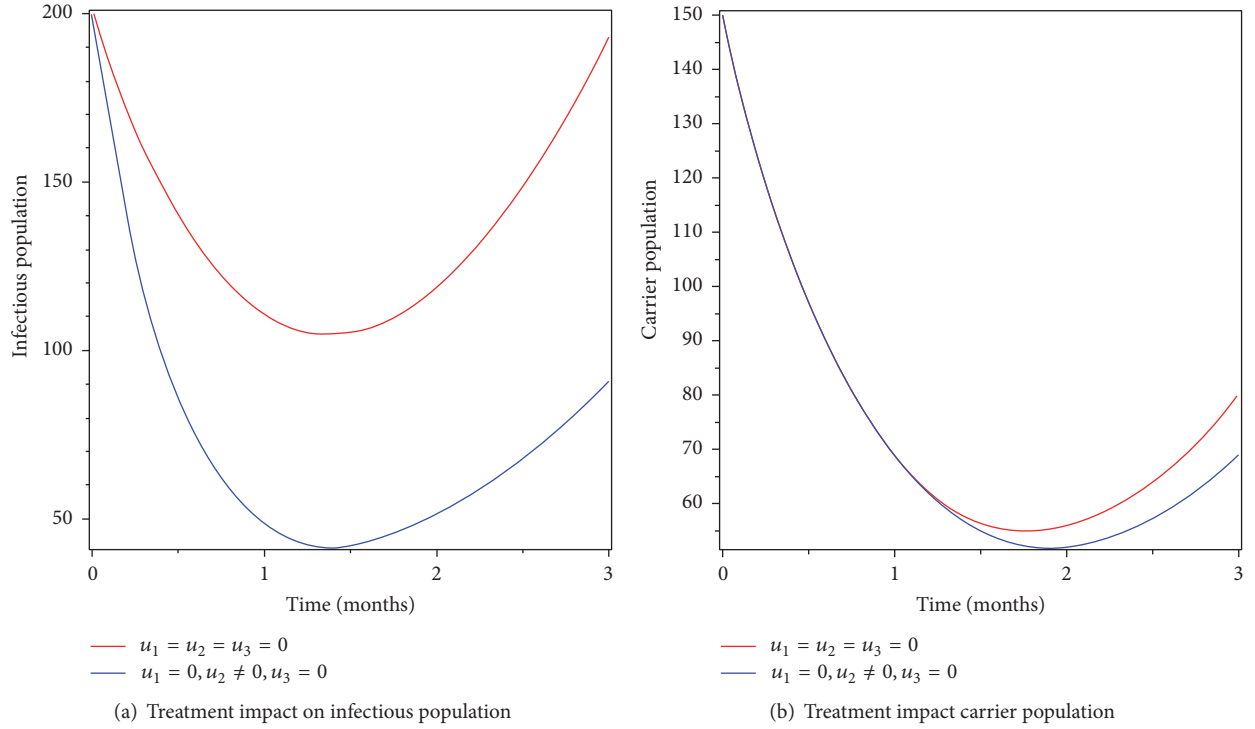 200
150
100
50
Infectious population
0
1
2
3
Time (months)
u₁ = u₂ = u₃ = 0
u₁ = 0, u₂ ≠ 0, u₃ = 0
(a) Treatment impact on infectious population
150
140
130
120
110
100
90
80
70
60
Carrier population
0
1
2
3
Time (months)
u₁ = u₂ = u₃ = 0
u₁ = 0, u₂ ≠ 0, u₃ = 0
(b) Treatment impact carrier population